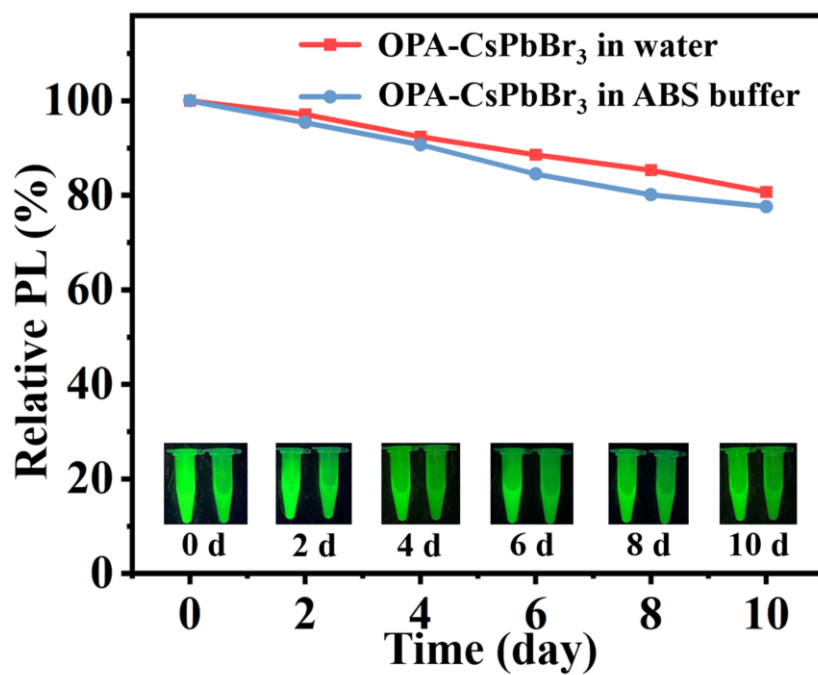 OPA-CsPbBr₃ in water
OPA-CsPbBr₃ in ABS buffer
Relative PL (%)
100
80
60
40
20
0
0 d 2 d 4 d 6 d 8 d 10 d
0 2 4 6 8 10
Time (day)